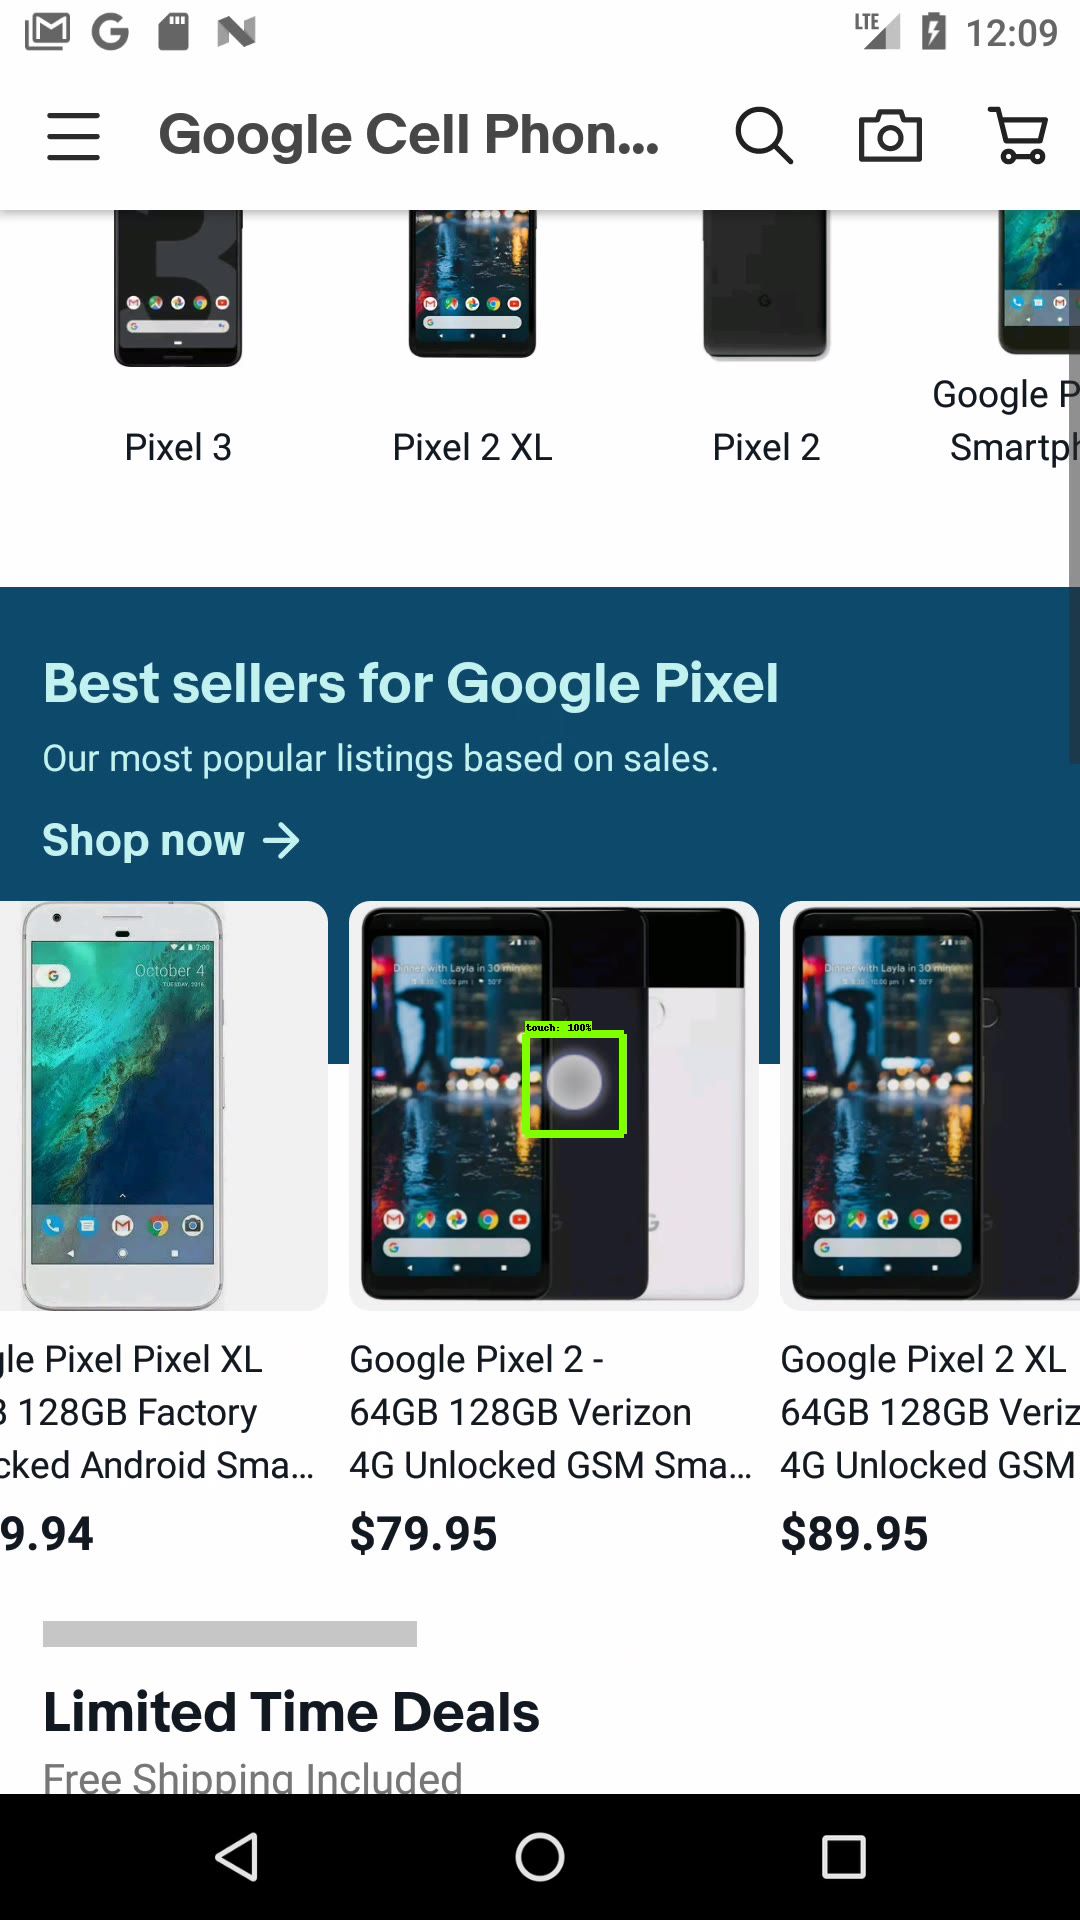 LTE 12:09
Google Cell Phon...
Pixel 3
Pixel 2 XL
Pixel 2
Google P
Smartph
Best sellers for Google Pixel
Our most popular listings based on sales.
Shop now
October 4
Dinner with Layla in 30 min
Dinner with Layla in 30 min
touch: 100%
gle Pixel Pixel XL
128GB Factory
cked Android Sma...
9.94
Google Pixel 2 -
64GB 128GB Verizon
4G Unlocked GSM Sma...
$79.95
Google Pixel 2 XL
64GB 128GB Veriz
4G Unlocked GSM
$89.95
Limited Time Deals
Free Shipping Included